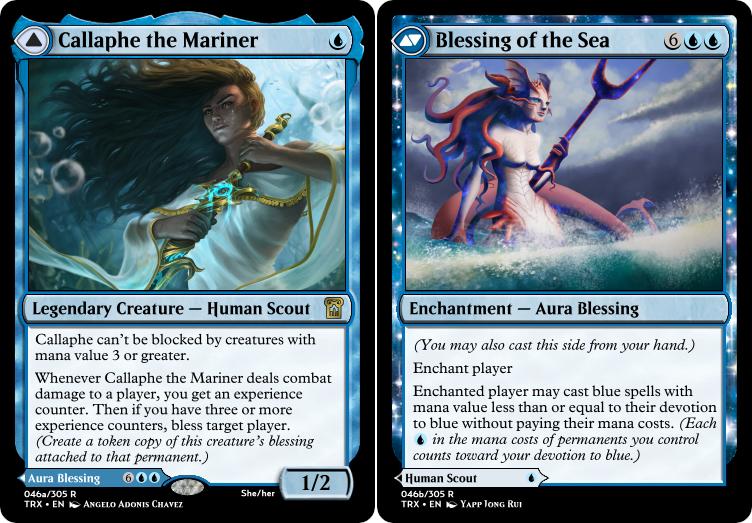 Callaphe the Mariner
Legendary Creature — Human Scout
Callaphe can't be blocked by creatures with
mana value 3 or greater.
Whenever Callaphe the Mariner deals combat
damage to a player, you get an experience
counter. Then if you have three or more
experience counters, bless target player.
(Create a token copy of this creature's blessing
attached to that permanent.)
Aura Blessing 6
1/2
046a/305 R
TRX • EN Angelo Adonis Chavez
She/her
Blessing of the Sea 6
Enchantment — Aura Blessing
(You may also cast this side from your hand.)
Enchant player
Enchanted player may cast blue spells with
mana value less than or equal to their devotion
to blue without paying their mana costs. (Each
in the mana costs of permanents you control
counts toward your devotion to blue.)
Human Scout
046b/305 R
TRX • EN Yapp Jong Rui